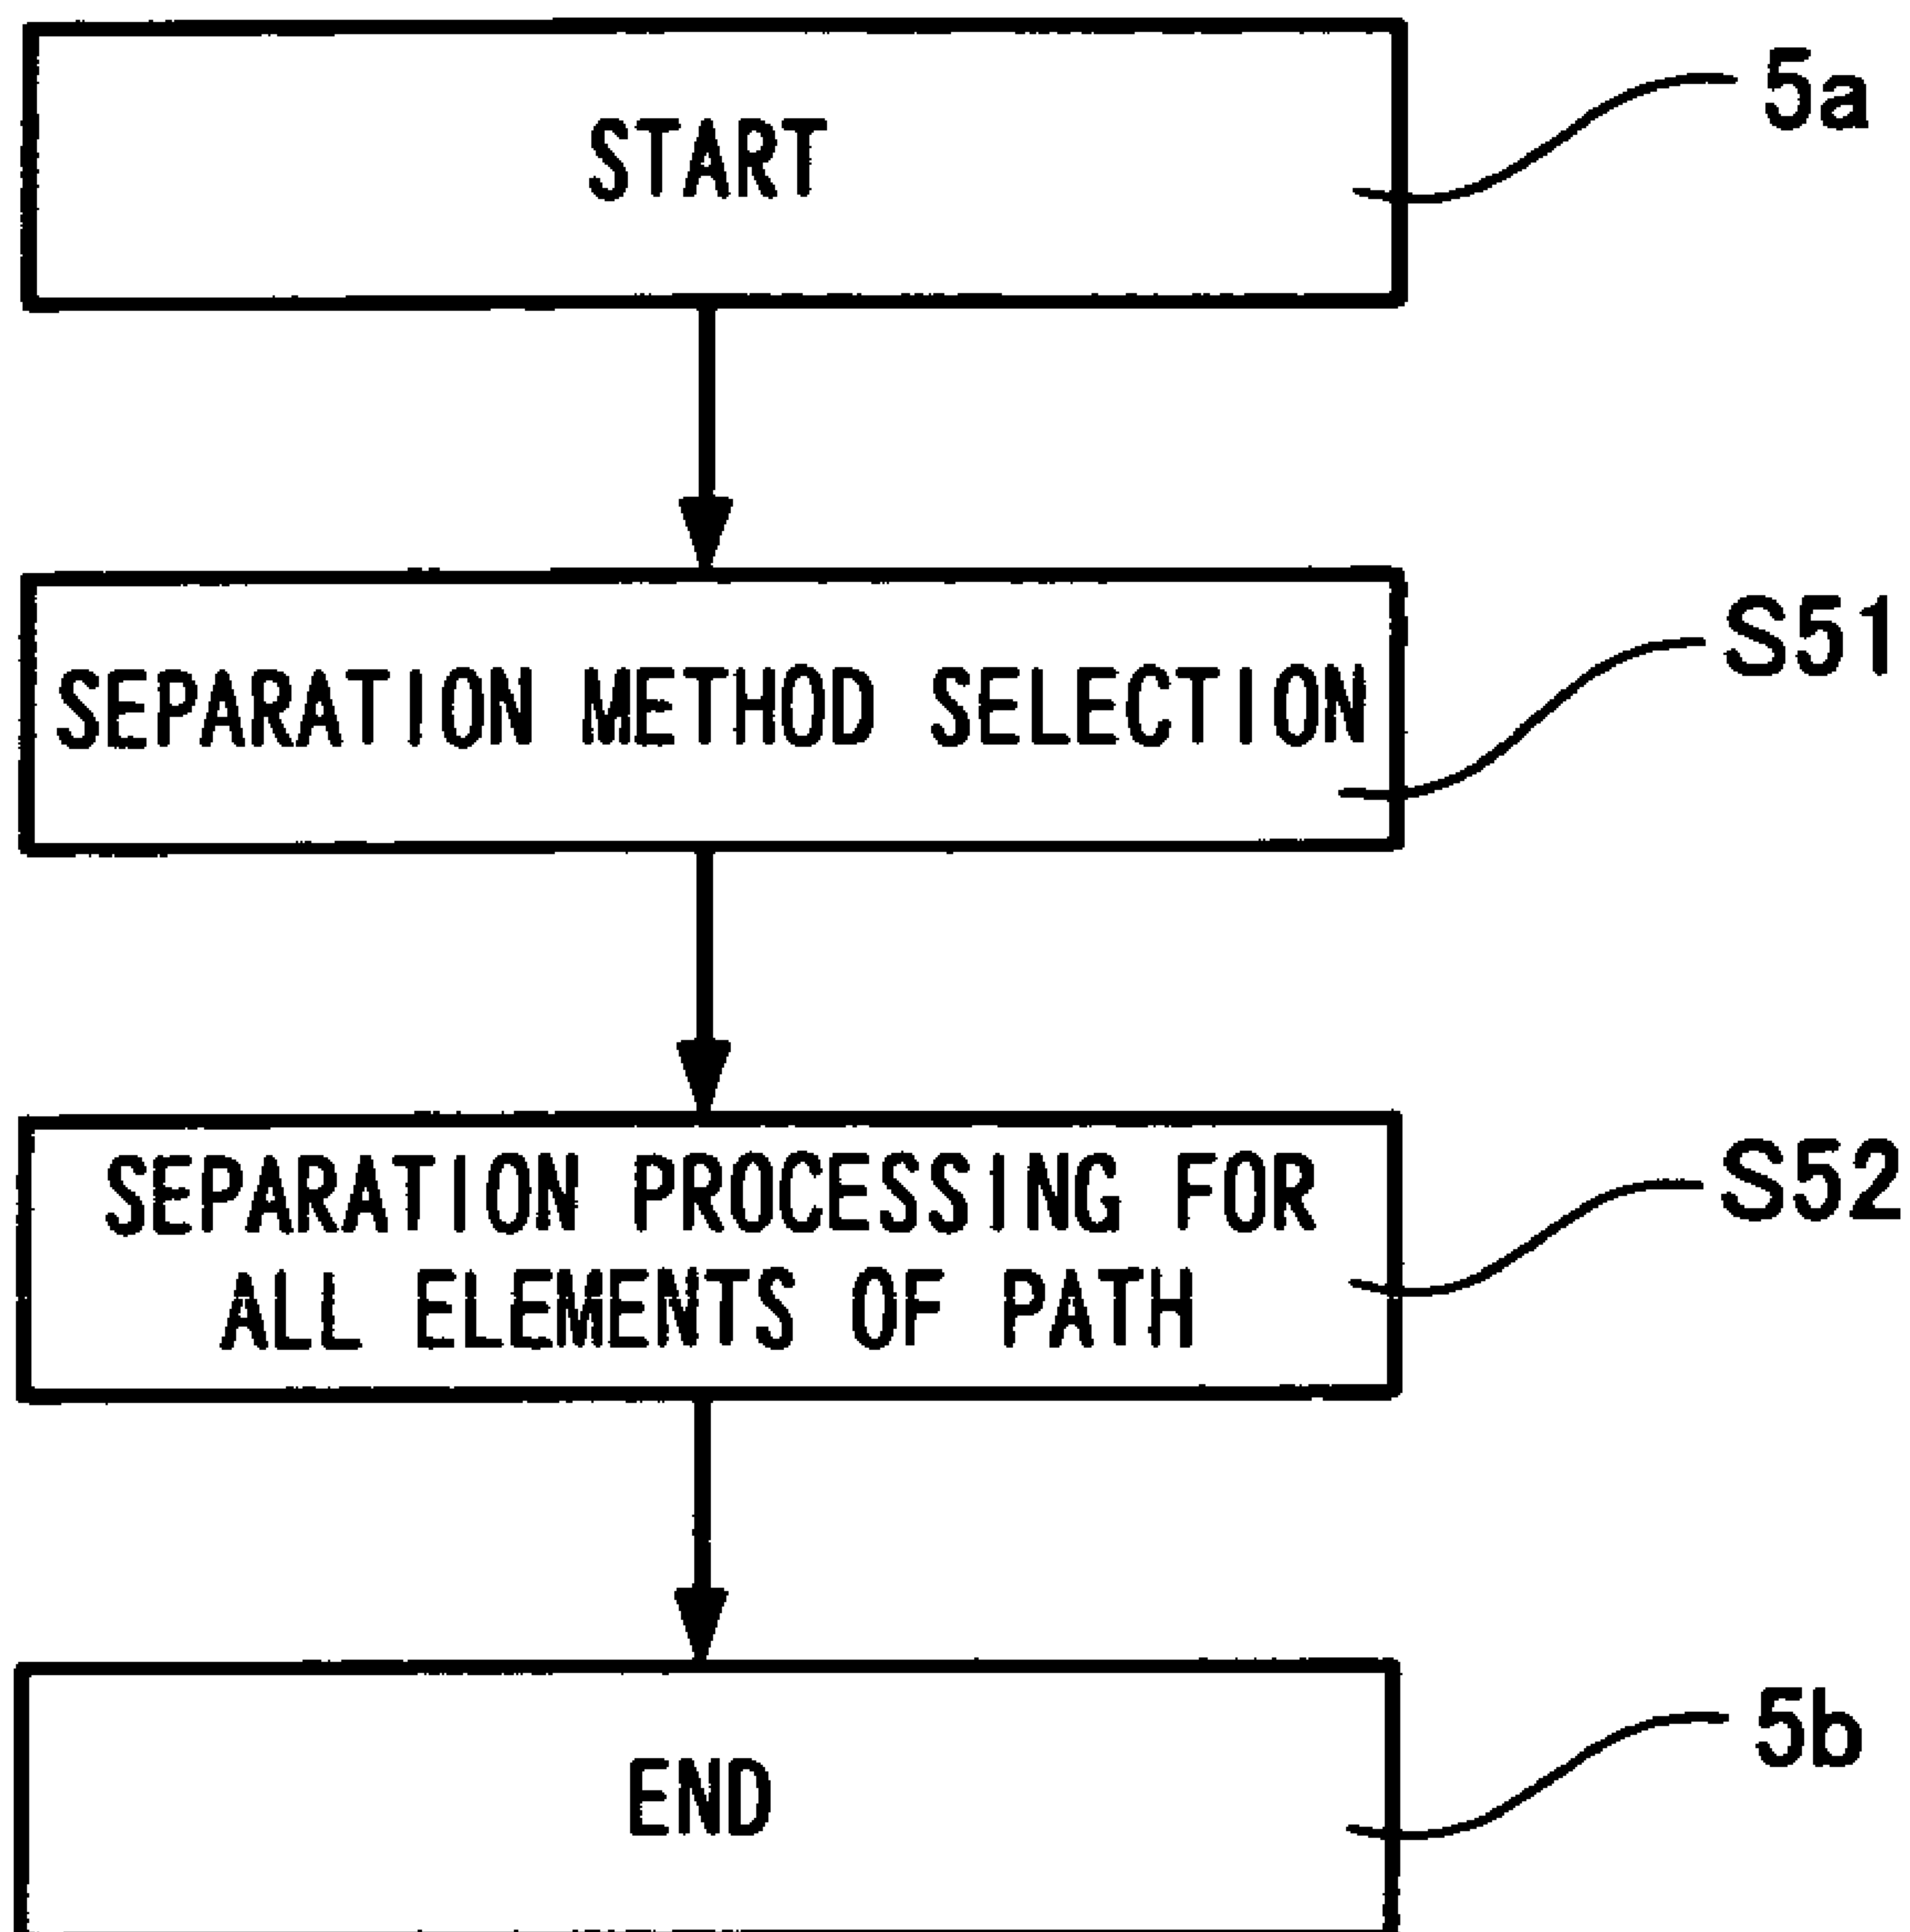 START
5a
SEPARATION METHOD SELECTION
S51
SEPARATION PROCESSING FOR
ALL ELEMENTS OF PATH
S52
END
5b